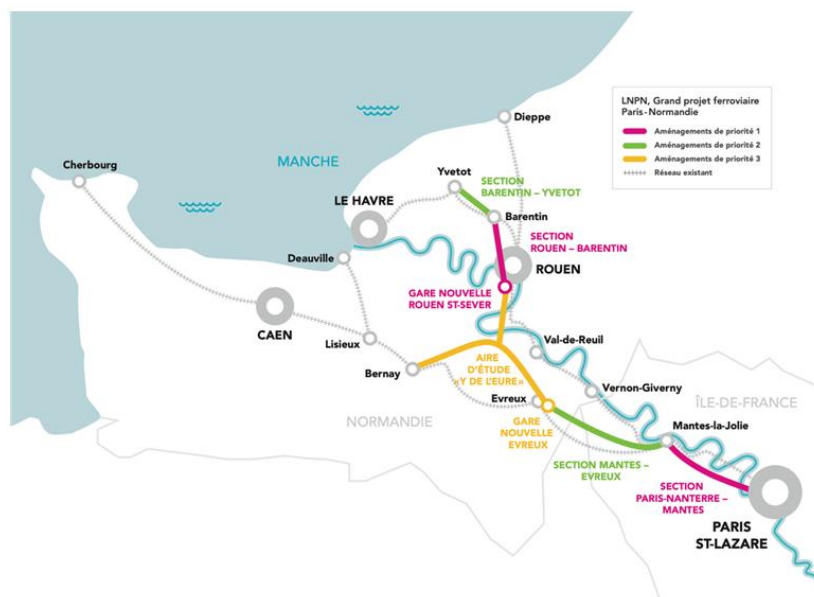 LNPN, Grand projet ferroviaire
Paris-Normandie
Aménagements de priorité 1
Aménagements de priorité 2
Aménagements de priorité 3
Réseau existant
Dieppe
Cherbourg
MANCHE
Yvetot
SECTION
BARENTIN – YVETOT
LE HAVRE
Barentin
SECTION
ROUEN – BARENTIN
Deauville
ROUEN
GARE NOUVELLE
ROUEN ST-SEVER
CAEN
Lisieux
Val-de-Reuil
Bernay
AIRE
D'ÉTUDE
«Y DE L'EURE»
Vernon-Giverny
ÎLE-DE-FRANCE
Evreux
NORMANDIE
GARE
NOUVELLE
EVREUX
Mantes-la-Jolie
SECTION MANTES –
EVREUX
SECTION
PARIS-NANTERRE –
MANTES
PARIS
ST-LAZARE